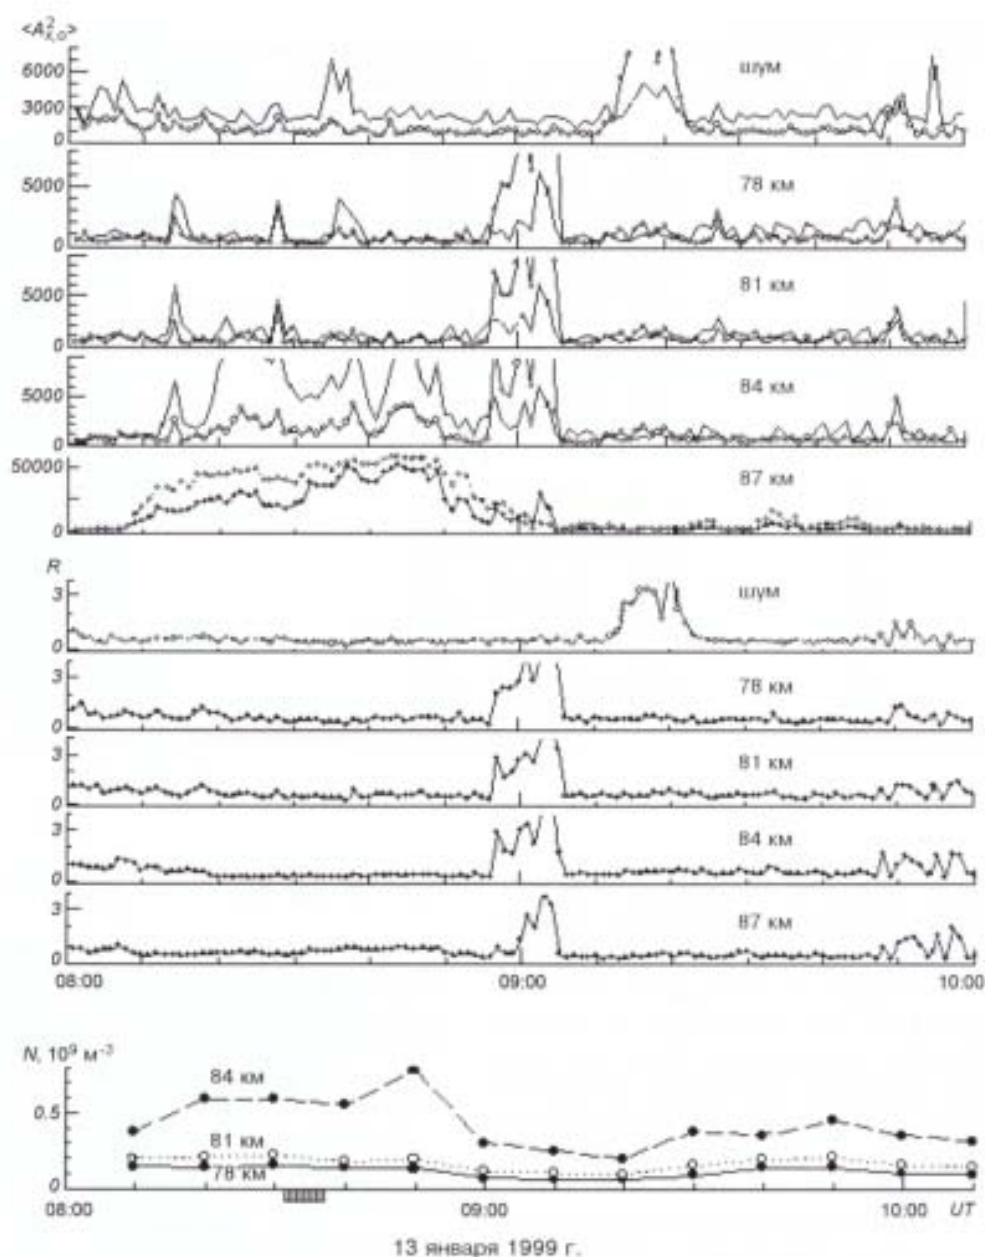 <A²x,o>
6000
3000
0
шум
5000
0
78 км
5000
0
81 км
5000
0
84 км
50000
0
87 км
R
3
0
шум
3
0
78 км
3
0
81 км
3
0
84 км
3
0
87 км
08:00 09:00 10:00
N, 10⁹ м⁻³
84 км
0.5
81 км
78 км
0
08:00 09:00 10:00 UT
13 января 1999 г.